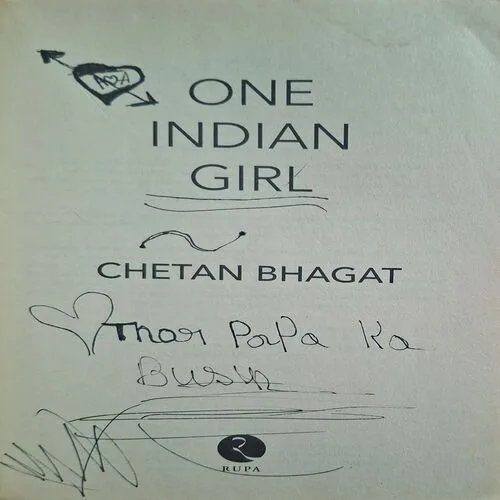 A♡A
ONE
INDIAN
GIRL
CHETAN BHAGAT
Thar Papa Ka
RUPA